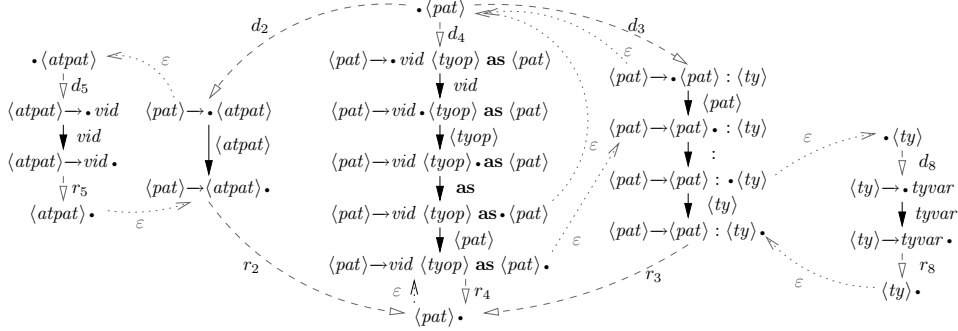 •⟨pat⟩
d₂
d₃
d₄
ε
ε
•⟨atpat⟩
⟨pat⟩→•vid ⟨tyop⟩ as ⟨pat⟩
d₅
vid
⟨pat⟩→•⟨pat⟩ : ⟨ty⟩
⟨atpat⟩→•vid
⟨pat⟩→•⟨atpat⟩
⟨pat⟩→vid•⟨tyop⟩ as ⟨pat⟩
⟨pat⟩
vid
⟨atpat⟩
⟨tyop⟩
⟨pat⟩→⟨pat⟩•: ⟨ty⟩
ε
•⟨ty⟩
⟨atpat⟩→vid•
⟨pat⟩→vid ⟨tyop⟩•as ⟨pat⟩
ε
:
d₈
r₅
⟨pat⟩→⟨atpat⟩•
as
⟨pat⟩→⟨pat⟩ : •⟨ty⟩
⟨ty⟩→•tyvar
⟨atpat⟩•
ε
⟨pat⟩→vid ⟨tyop⟩ as•⟨pat⟩
⟨ty⟩
tyvar
⟨pat⟩
ε
⟨pat⟩→⟨pat⟩ : ⟨ty⟩•
⟨ty⟩→tyvar•
r₂
⟨pat⟩→vid ⟨tyop⟩ as ⟨pat⟩•
r₃
r₈
ε
r₄
ε
⟨ty⟩•
⟨pat⟩•